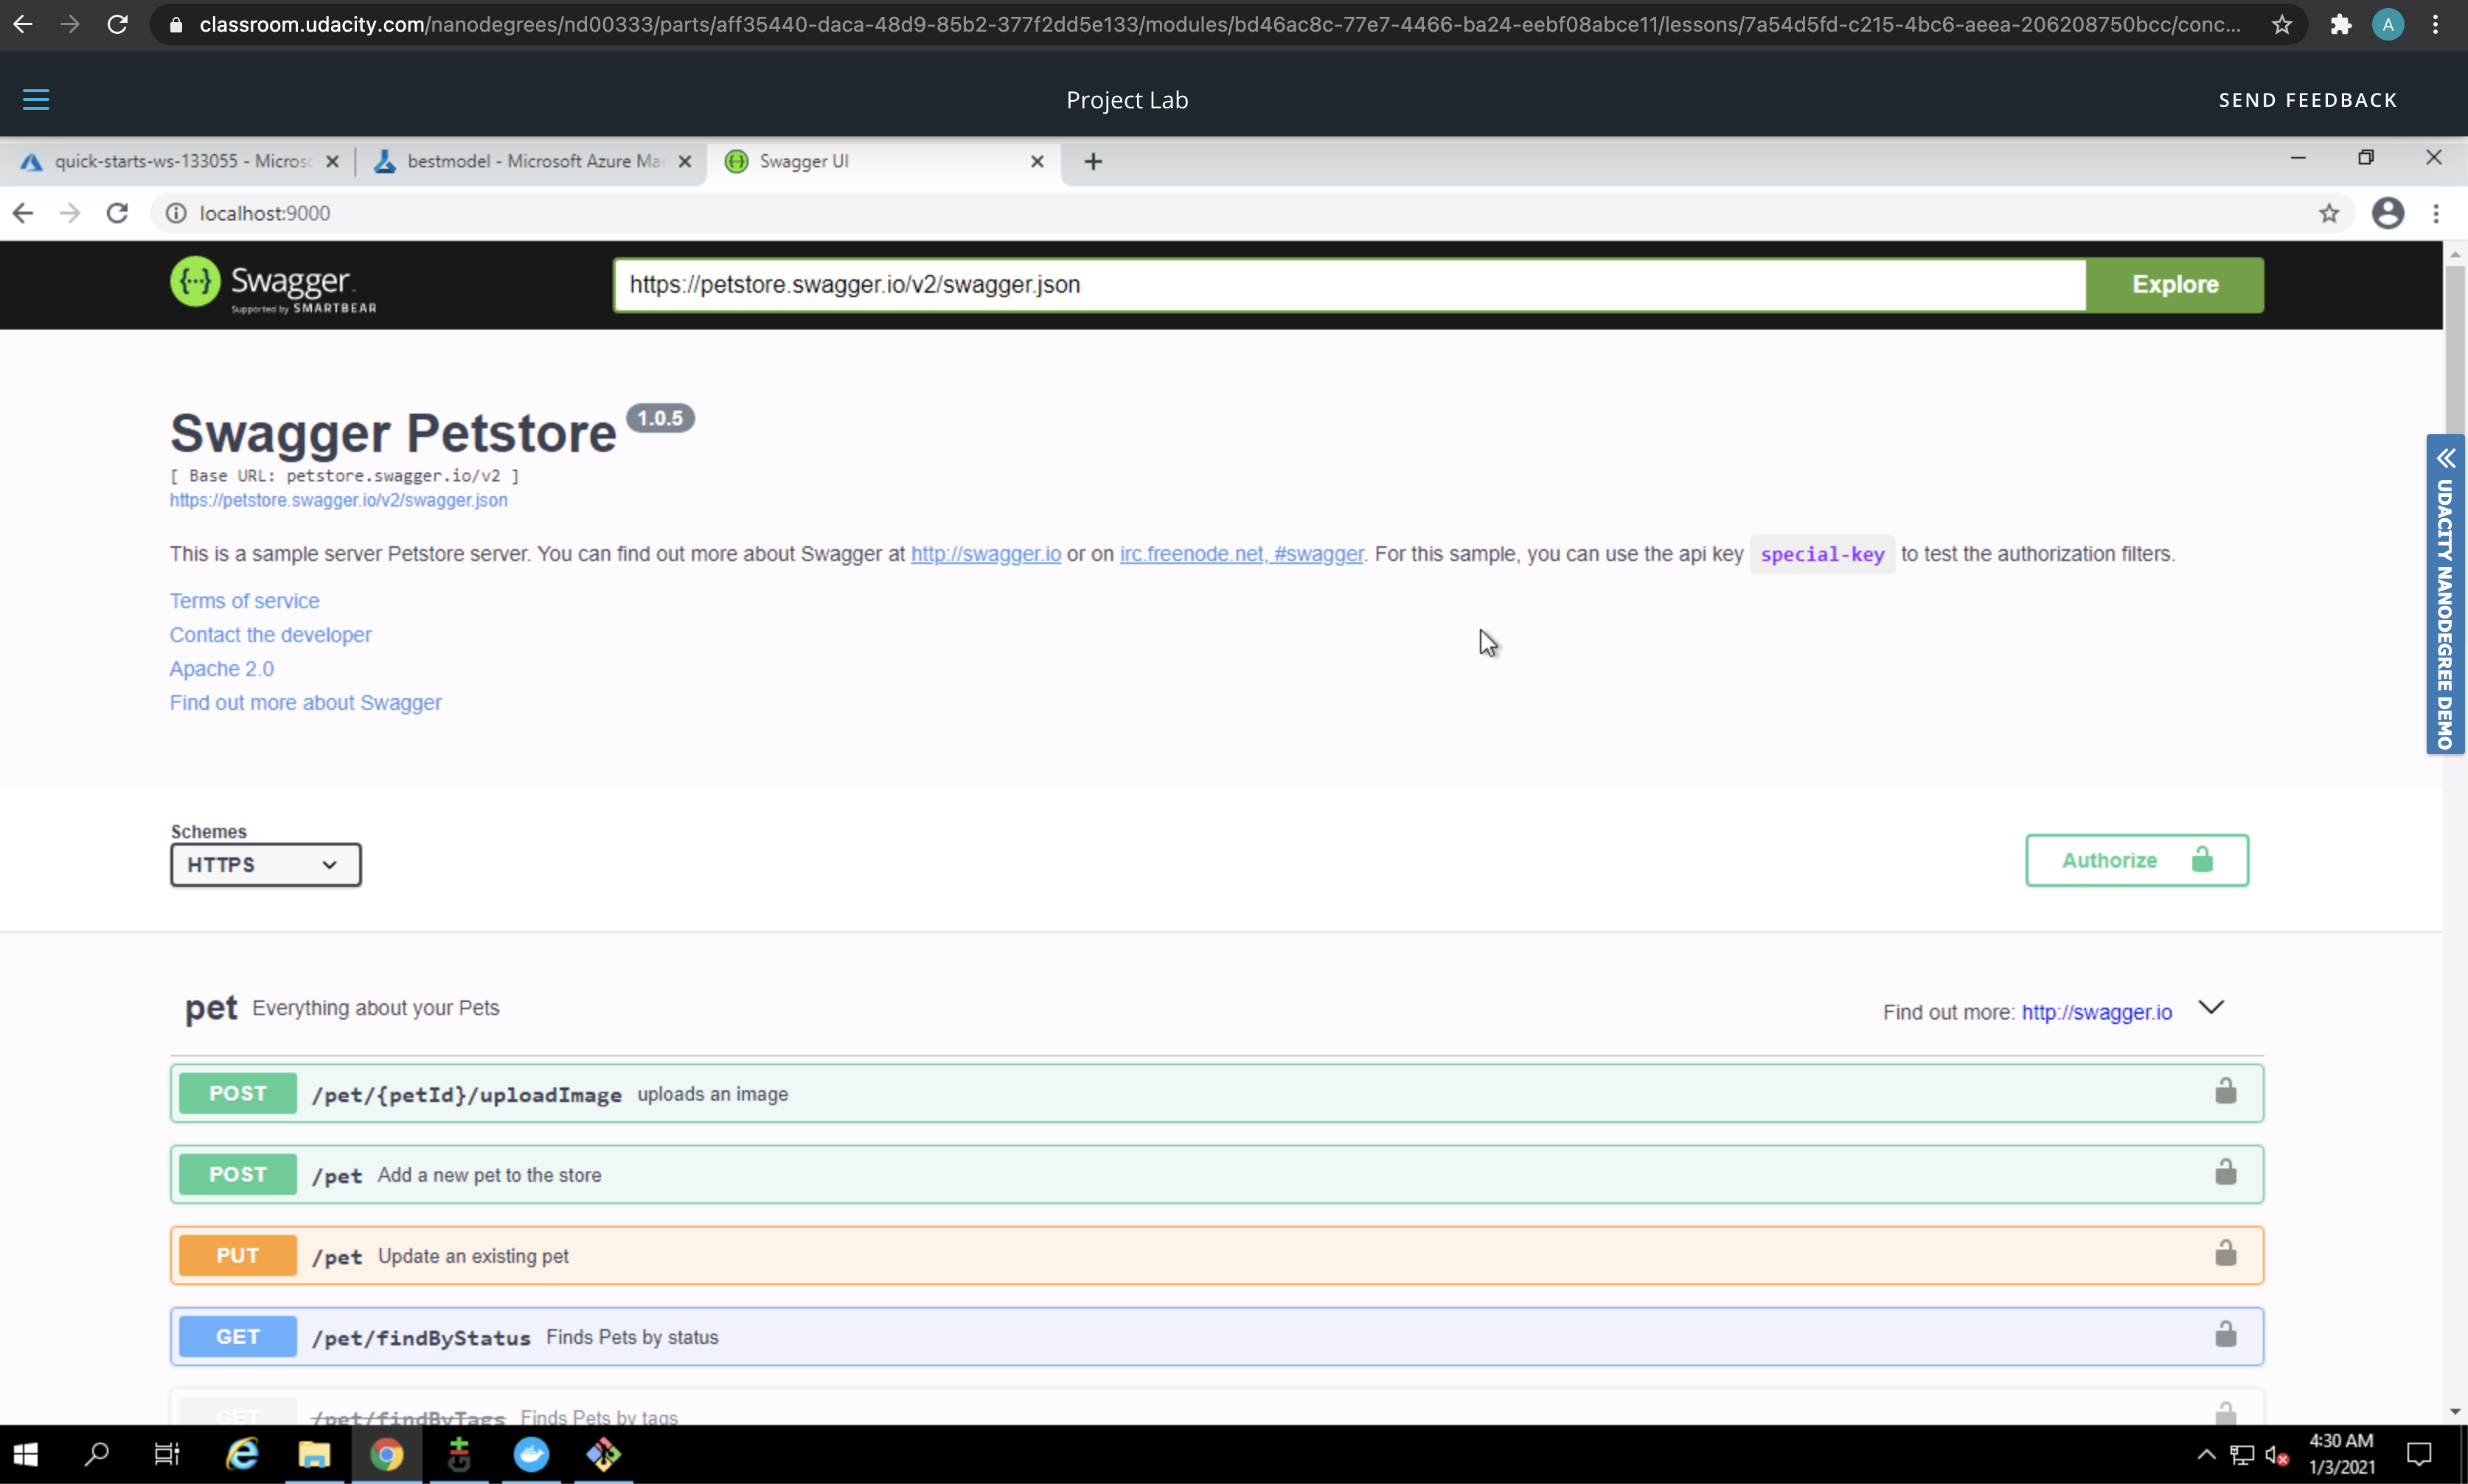 classroom.udacity.com/nanodegrees/nd00333/parts/aff35440-daca-48d9-85b2-377f2dd5e133/modules/bd46ac8c-77e7-4466-ba24-eebf08abce11/lessons/7a54d5fd-c215-4bc6-aeea-206208750bcc/conc...
A
Project Lab
SEND FEEDBACK
quick-starts-ws-133055 - Micros
bestmodel - Microsoft Azure Ma
Swagger UI
localhost:9000
Swagger
Supported by SMARTBEAR
https://petstore.swagger.io/v2/swagger.json
Explore
Swagger Petstore 1.0.5
[ Base URL: petstore.swagger.io/v2 ]
https://petstore.swagger.io/v2/swagger.json
This is a sample server Petstore server. You can find out more about Swagger at http://swagger.io or on irc.freenode.net, #swagger. For this sample, you can use the api key special-key to test the authorization filters.
Terms of service
Contact the developer
Apache 2.0
Find out more about Swagger
UDACITY NANODEGREE DEMO
Schemes
HTTPS
Authorize
pet Everything about your Pets
Find out more: http://swagger.io
POST /pet/{petId}/uploadImage uploads an image
POST /pet Add a new pet to the store
PUT /pet Update an existing pet
GET /pet/findByStatus Finds Pets by status
GET /pet/findByTags Finds Pets by tags
4:30 AM
1/3/2021